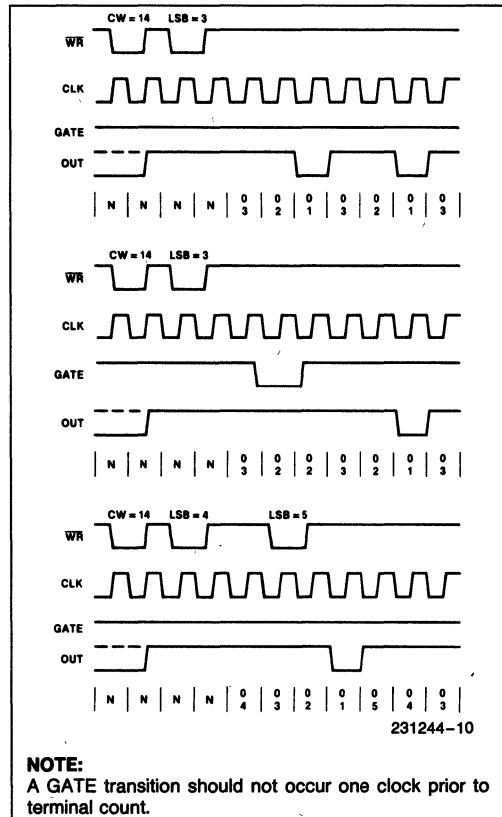 CW = 14 LSB = 3
WR
CLK
GATE
OUT
N N N N 0 0 0 0 0 0 0
3 2 1 3 2 1 3
CW = 14 LSB = 3
WR
CLK
GATE
OUT
N N N N 0 0 0 0 0 0 0
3 2 2 3 2 1 3
CW = 14 LSB = 4 LSB = 5
WR
CLK
GATE
OUT
N N N N 0 0 0 0 0 0 0
4 3 2 1 5 4 3
231244–10
NOTE:
A GATE transition should not occur one clock prior to
terminal count.